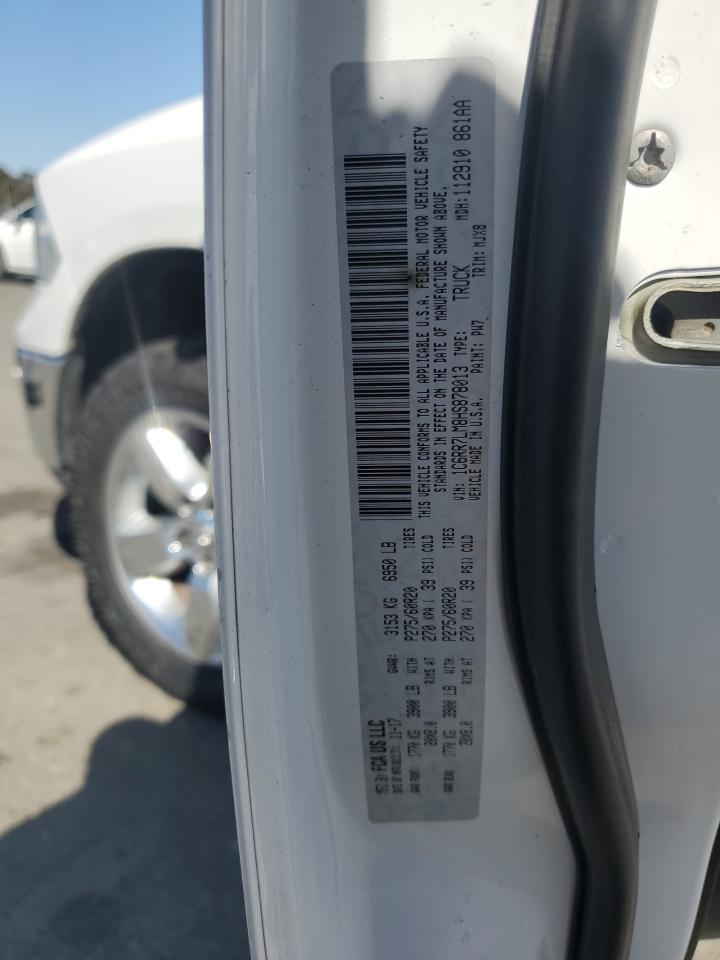 MFD BY FCA US LLC
DATE OF MFR 11-17 GVWR: 3153 KG 6950 LB
GAWR FRONT: 1770 KG 3900 LB WITH P275/60R20 TIRES
20X8.0 RIMS AT 270 KPA ( 39 PSI) COLD
GAWR REAR: 1770 KG 3900 LB WITH P275/60R20 TIRES
20X8.0 RIMS AT 270 KPA ( 39 PSI) COLD
THIS VEHICLE CONFORMS TO ALL APPLICABLE U.S.A. FEDERAL MOTOR VEHICLE SAFETY
STANDARDS IN EFFECT ON THE DATE OF MANUFACTURE SHOWN ABOVE.
VIN: 1C6RR7LM8HS878013 TYPE: TRUCK MDH: 112910 861AA
VEHICLE MADE IN U.S.A. PAINT: PW7 TRIM: MJX8